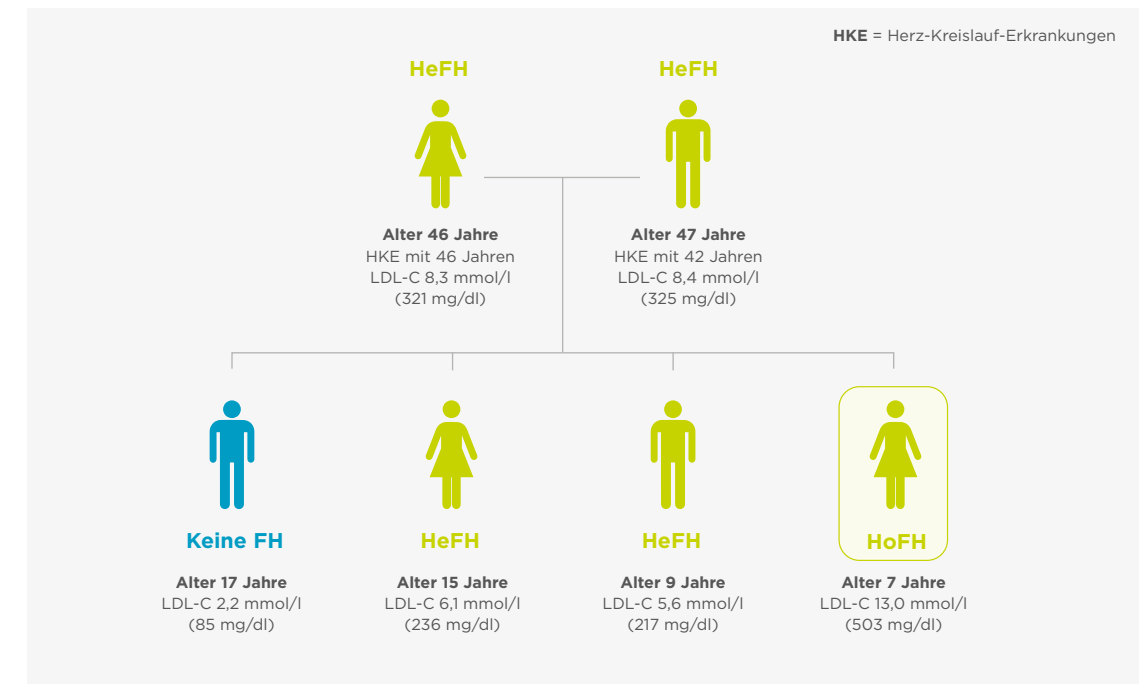 HKE = Herz-Kreislauf-Erkrankungen
HeFH
HeFH
Alter 46 Jahre
HKE mit 46 Jahren
LDL-C 8,3 mmol/l
(321 mg/dl)
Alter 47 Jahre
HKE mit 42 Jahren
LDL-C 8,4 mmol/l
(325 mg/dl)
Keine FH
Alter 17 Jahre
LDL-C 2,2 mmol/l
(85 mg/dl)
HeFH
Alter 15 Jahre
LDL-C 6,1 mmol/l
(236 mg/dl)
HeFH
Alter 9 Jahre
LDL-C 5,6 mmol/l
(217 mg/dl)
HoFH
Alter 7 Jahre
LDL-C 13,0 mmol/l
(503 mg/dl)